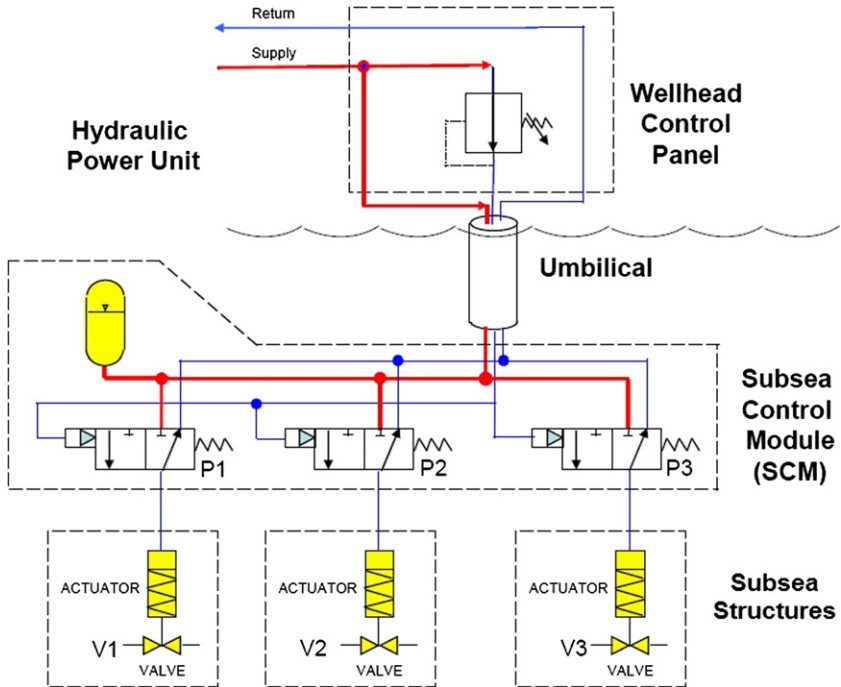 Return
Supply
Hydraulic
Power Unit
Wellhead
Control
Panel
Umbilical
Subsea
Control
Module
(SCM)
P1
P2
P3
ACTUATOR
ACTUATOR
ACTUATOR
Subsea
Structures
V1
V2
V3
VALVE
VALVE
VALVE